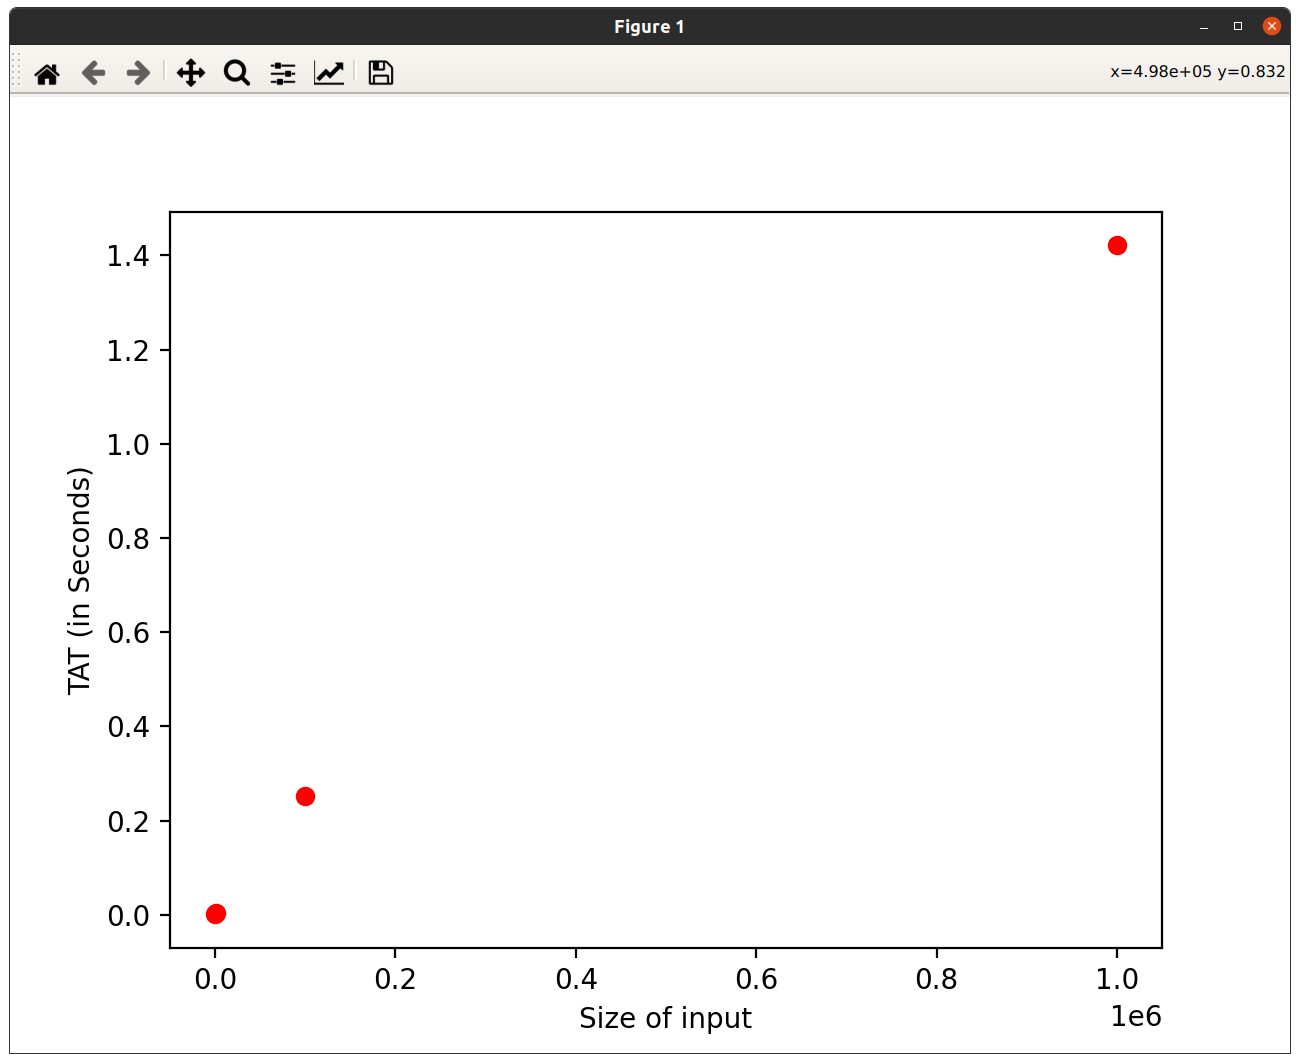 Figure 1
x=4.98e+05 y=0.832
1.4
1.2
1.0
0.8
0.6
0.4
0.2
0.0
TAT (in Seconds)
0.0 0.2 0.4 0.6 0.8 1.0
Size of input
1e6